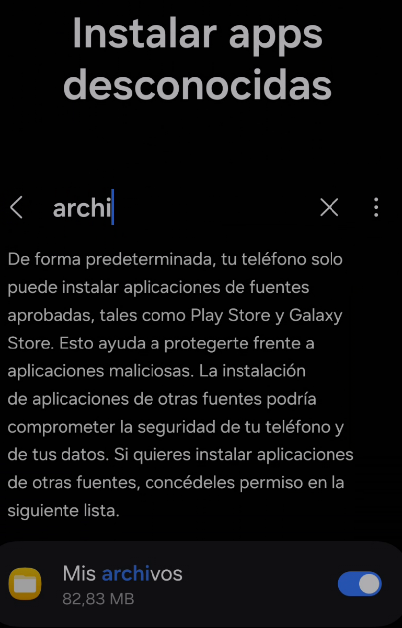 Instalar apps
desconocidas
archi
De forma predeterminada, tu teléfono solo
puede instalar aplicaciones de fuentes
aprobadas, tales como Play Store y Galaxy
Store. Esto ayuda a protegerte frente a
aplicaciones maliciosas. La instalación
de aplicaciones de otras fuentes podría
comprometer la seguridad de tu teléfono y
de tus datos. Si quieres instalar aplicaciones
de otras fuentes, concédeles permiso en la
siguiente lista.
Mis archivos
82,83 MB